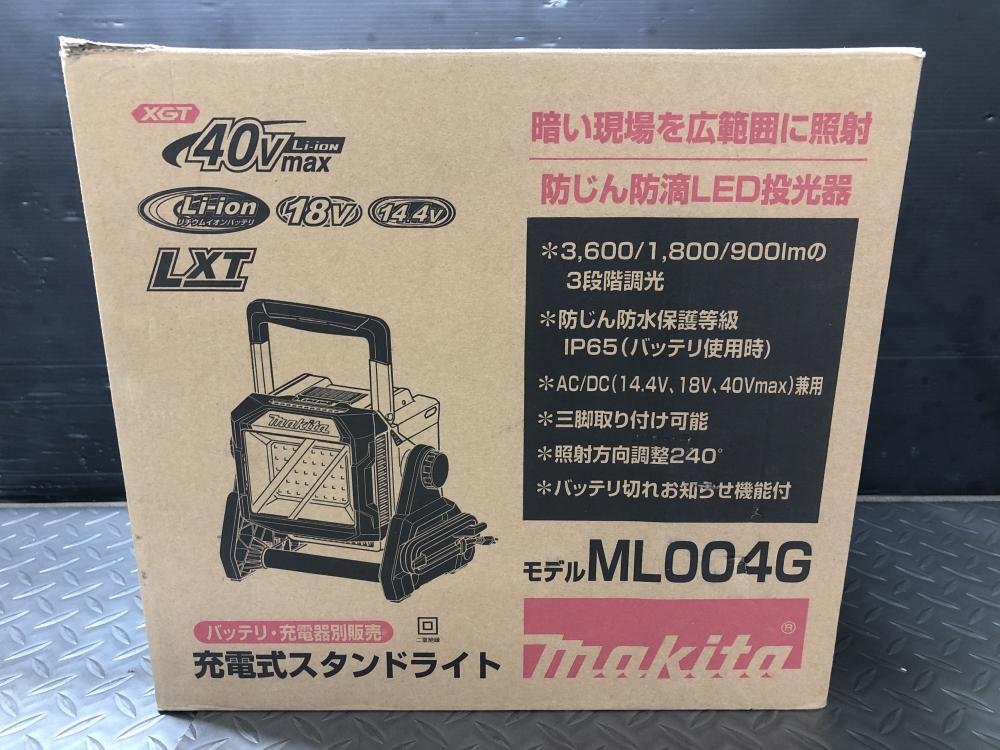 XGT
40Vmax Li-ion
Li-ion
リチウムイオンバッテリ
18V
14.4V
LXT
makita
バッテリ・充電器別販売
二重絶縁
充電式スタンドライト
暗い現場を広範囲に照射
防じん防滴LED投光器
＊3,600/1,800/900lmの
3段階調光
＊防じん防水保護等級
IP65（バッテリ使用時）
＊AC/DC（14.4V、18V、40Vmax）兼用
＊三脚取り付け可能
＊照射方向調整240°
＊バッテリ切れお知らせ機能付
モデルML004G
makita®